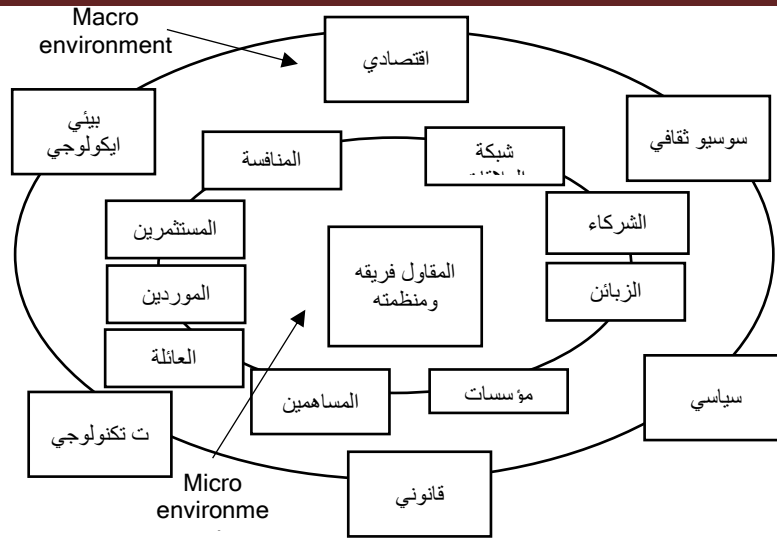 Macro
environment
اقتصادي
بيئي
ايكولوجي
سوسيو ثقافي
المنافسة
شبكة
المستثمرين
الشركاء
المقاول فريقه
ومنظمته
الموردين
الزبائن
العائلة
المساهمين
مؤسسات
سياسي
ت تكنولوجي
قانوني
Micro
environme